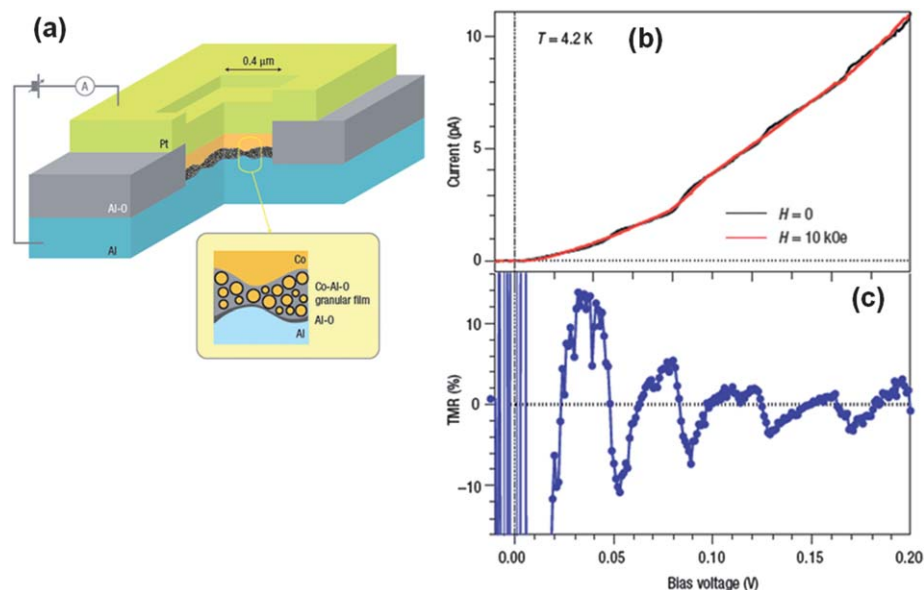 (a)
0.4 μm
A
Pt
Al-O
Al
Co
Co-Al-O
granular film
Al-O
Al
(b)
T = 4.2 K
10
5
0
Current (pA)
H = 0
H = 10 kOe
(c)
10
0
−10
TMR (%)
0.00 0.05 0.10 0.15 0.20
Bias voltage (V)